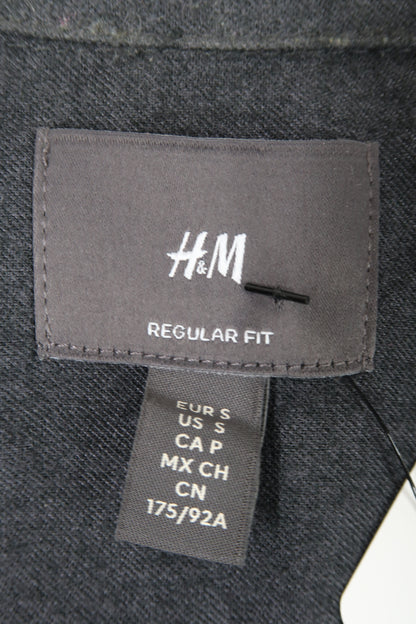 H&M
REGULAR FIT
EUR S
US S
CA P
MX CH
CN
175/92A